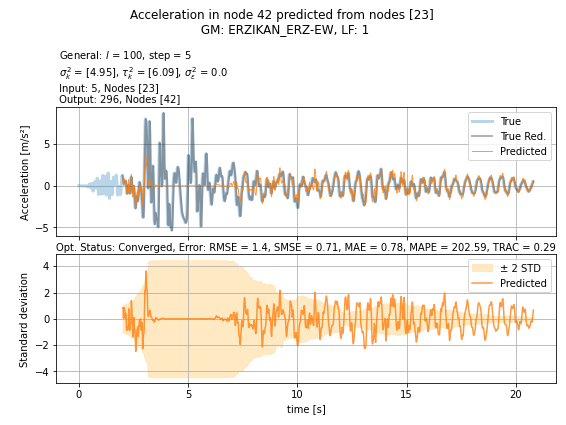 Acceleration in node 42 predicted from nodes [23]
GM: ERZIKAN_ERZ-EW, LF: 1
General: l = 100, step = 5
σ_k^2 = [4.95], τ_k^2 = [6.09], σ_ε^2 = 0.0
Input: 5, Nodes [23]
Output: 296, Nodes [42]
Acceleration [m/s²]
5
0
−5
True
True Red.
Predicted
Opt. Status: Converged, Error: RMSE = 1.4, SMSE = 0.71, MAE = 0.78, MAPE = 202.59, TRAC = 0.29
Standard deviation
4
2
0
−2
−4
± 2 STD
Predicted
0 5 10 15 20
time [s]